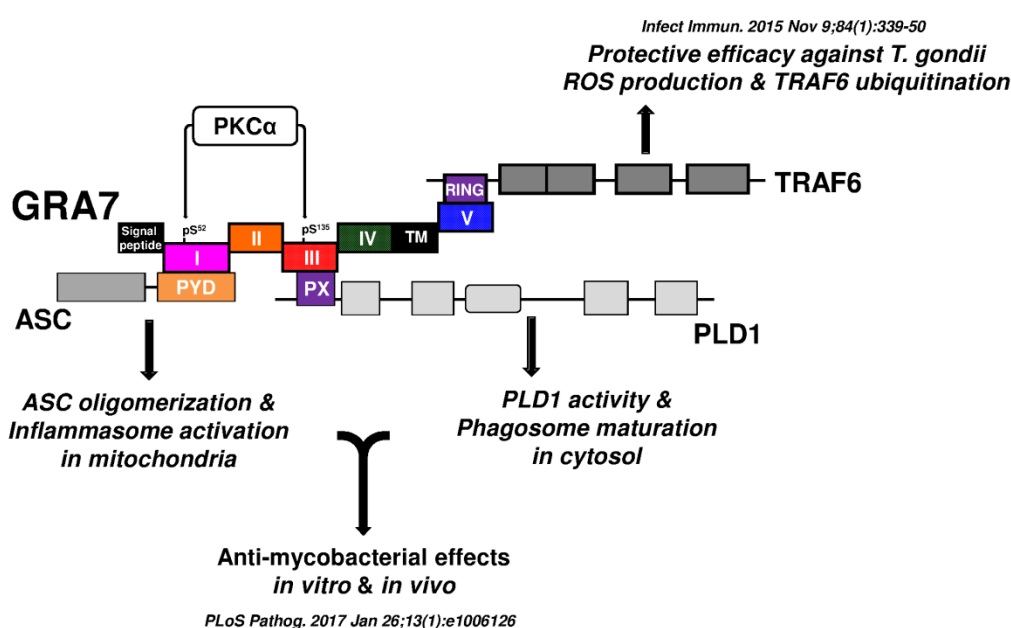 Infect Immun. 2015 Nov 9;84(1):339-50
Protective efficacy against T. gondii
ROS production & TRAF6 ubiquitination
PKCα
RING
TRAF6
GRA7
V
Signal
peptide
pS52
pS135
II
IV
TM
I
III
PYD
PX
ASC
PLD1
ASC oligomerization &
Inflammasome activation
in mitochondria
PLD1 activity &
Phagosome maturation
in cytosol
Anti-mycobacterial effects
in vitro & in vivo
PLoS Pathog. 2017 Jan 26;13(1):e1006126